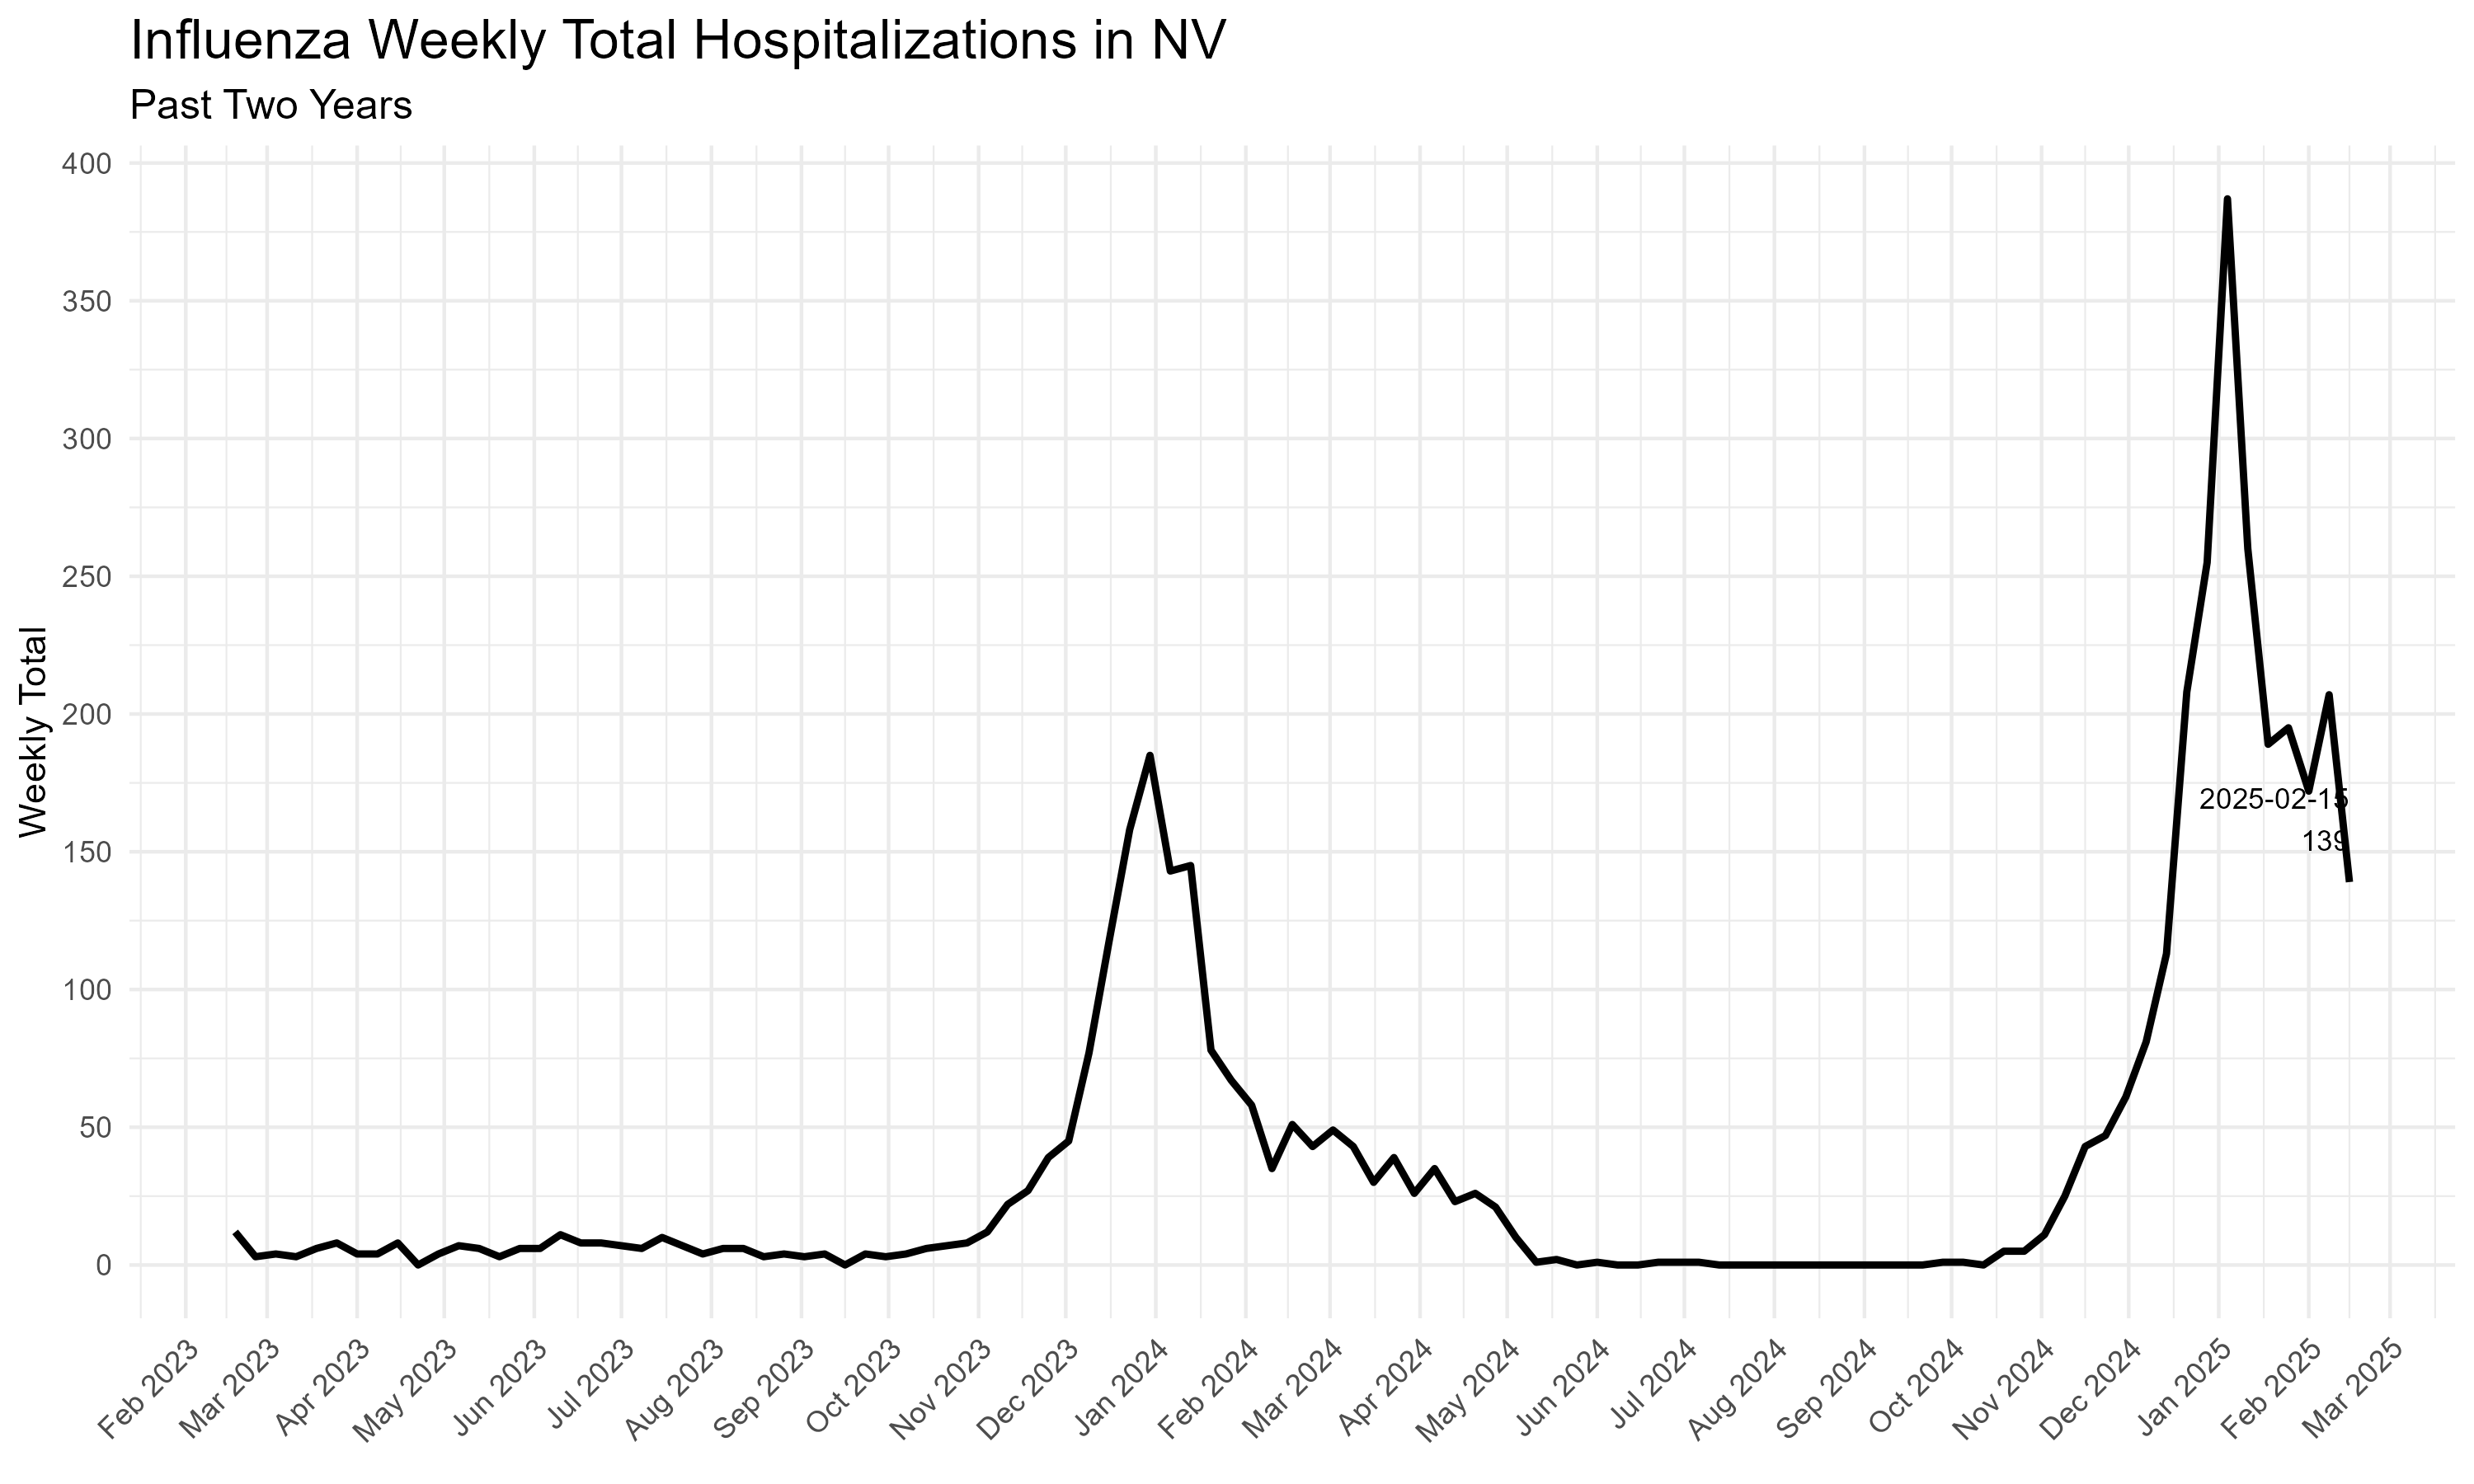 Influenza Weekly Total Hospitalizations in NV
Past Two Years
Weekly Total
400
350
300
250
200
150
100
50
0
2025-02-15
139
Feb 2023
Mar 2023
Apr 2023
May 2023
Jun 2023
Jul 2023
Aug 2023
Sep 2023
Oct 2023
Nov 2023
Dec 2023
Jan 2024
Feb 2024
Mar 2024
Apr 2024
May 2024
Jun 2024
Jul 2024
Aug 2024
Sep 2024
Oct 2024
Nov 2024
Dec 2024
Jan 2025
Feb 2025
Mar 2025